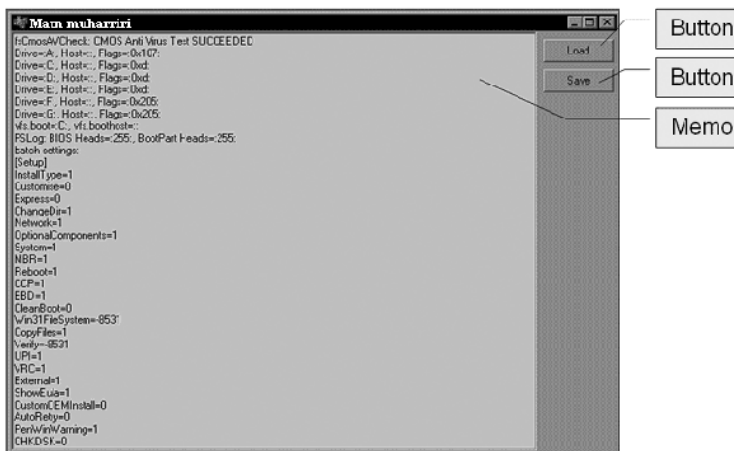 Matn muharriri
fsCmosAVCheck: CMOS Anti Virus Test SUCCEEDED
Drive=:A:, Host=::, Flags=:0x107:
Drive=:C:, Host=::, Flags=:0xd:
Drive=:D:, Host=::, Flags=:0xd:
Drive=:E:, Host=::, Flags=:0xd:
Drive=:F:, Host=::, Flags=:0x205:
Drive=:G:, Host=::, Flags=:0x205:
vfs.boot=:C:, vfs.boothost=::
FSLog: BIOS Heads=:255:, BootPart Heads=:255:
batch settings:
[Setup]
InstallType=1
Customise=0
Express=0
ChangeDir=1
Network=1
OptionalComponents=1
System=1
NBR=1
Reboot=1
CCP=1
EBD=1
CleanBoot=0
Win31FileSystem=-8531
CopyFiles=1
Verify=-8531
UPI=1
VRC=1
External=1
ShowEula=1
CustomOEMInstall=0
AutoRetry=0
PenWinWarning=1
CHKDSK=0
Load
Save
Button
Button
Memo